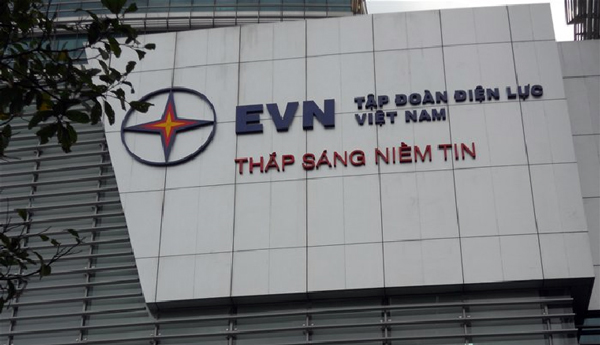 EVN
TẬP ĐOÀN ĐIỆN LỰC
VIỆT NAM
THẮP SÁNG NIỀM TIN